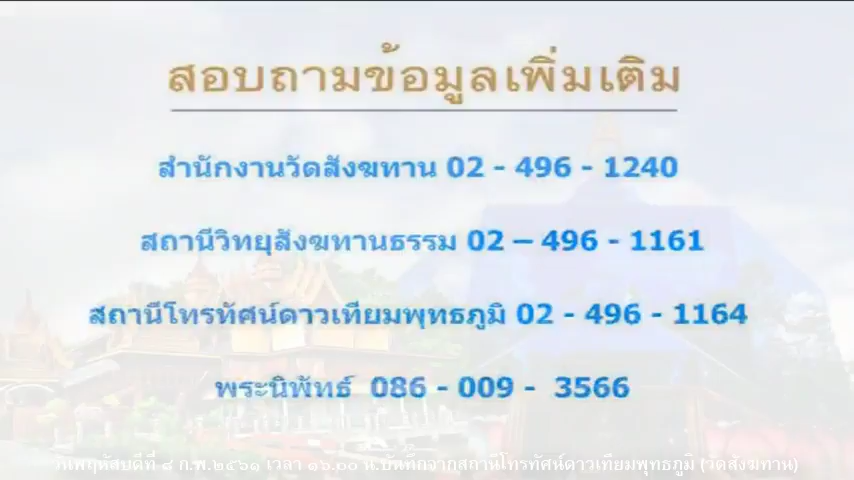 สอบถามข้อมูลเพิ่มเติม
สำนักงานวัดสังฆทาน 02 - 496 - 1240
สถานีวิทยุสังฆทานธรรม 02 – 496 - 1161
สถานีโทรทัศน์ดาวเทียมพุทธภูมิ 02 - 496 - 1164
พระนิพัทธ์ 086 - 009 - 3566
วันพฤหัสบดีที่ ๘ ก.พ.๒๕๖๑ เวลา ๑๖.๐๐ น.บันทึกจากสถานีโทรทัศน์ดาวเทียมพุทธภูมิ (วัดสังฆทาน)